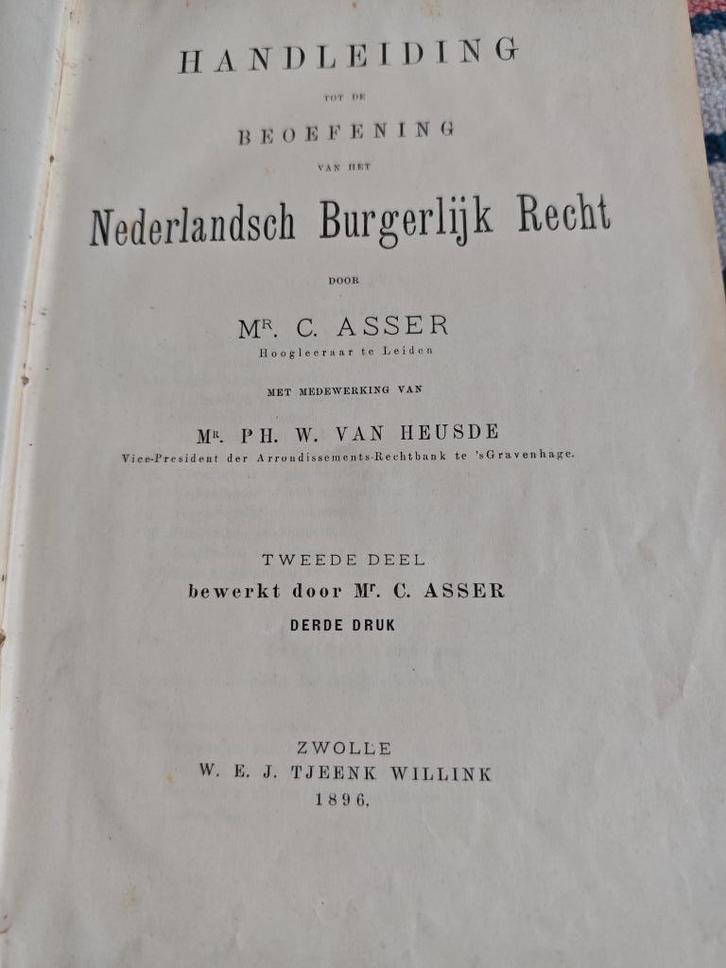 HANDLEIDING
TOT DE
BEOEFENING
VAN HET
Nederlandsch Burgerlijk Recht
DOOR
MR. C. ASSER
Hoogleeraar te Leiden
MET MEDEWERKING VAN
MR. PH. W. VAN HEUSDE
Vice-President der Arrondissements-Rechtbank te 'sGravenhage.
TWEEDE DEEL
bewerkt door Mr. C. ASSER
DERDE DRUK
ZWOLLE
W. E. J. TJEENK WILLINK
1896.